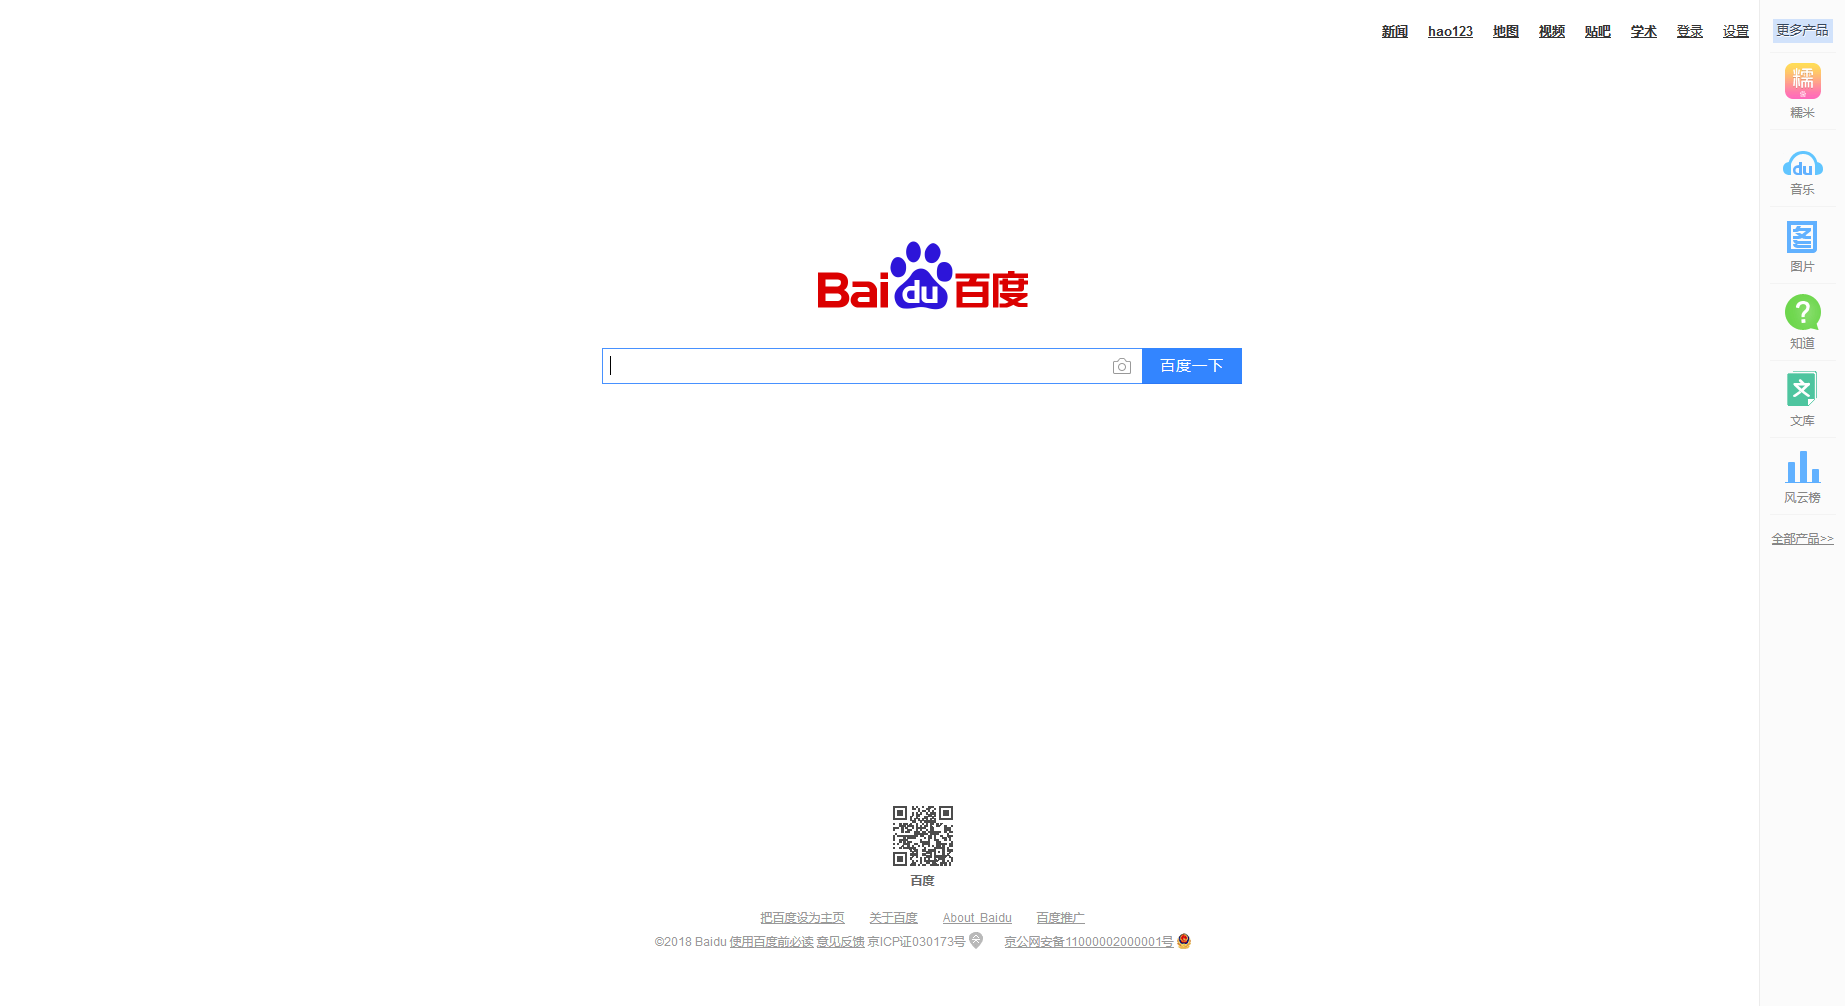 新闻 hao123 地图 视频 贴吧 学术 登录 设置 更多产品
糯
糯米
du
音乐
图片
?
知道
文
文库
风云榜
全部产品>>
Bai du 百度
百度一下
百度
把百度设为主页 关于百度 About Baidu 百度推广
©2018 Baidu 使用百度前必读 意见反馈 京ICP证030173号 京公网安备11000002000001号